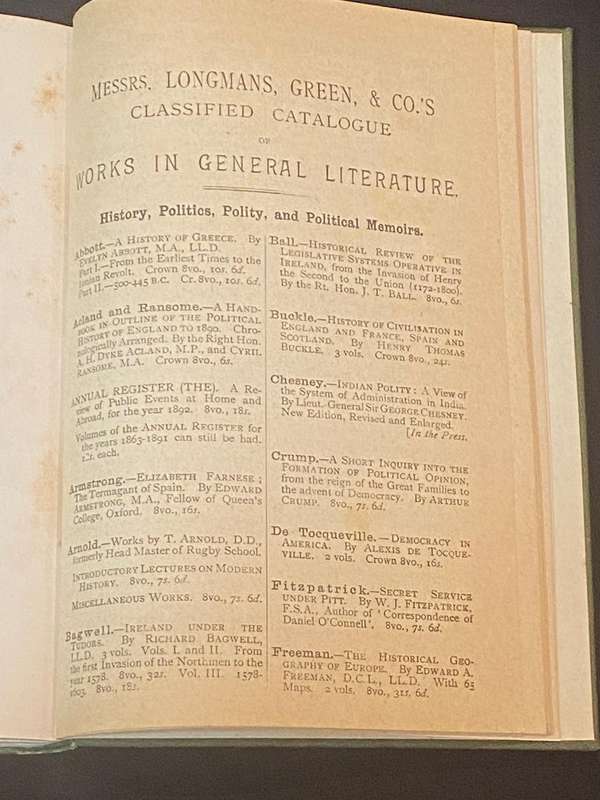 MESSRS. LONGMANS, GREEN, & CO.'S
CLASSIFIED CATALOGUE
OF
WORKS IN GENERAL LITERATURE.
History, Politics, Polity, and Political Memoirs.
Abbott.—A HISTORY OF GREECE. By
EVELYN ABBOTT, M.A., LL.D.
Part I.—From the Earliest Times to the
Ionian Revolt. Crown 8vo., 10s. 6d.
Part II.—500-445 B.C. Cr. 8vo., 10s. 6d.
Acland and Ransome.—A HAND-
BOOK IN OUTLINE OF THE POLITICAL
HISTORY OF ENGLAND TO 1890. Chro-
nologically Arranged. By the Right Hon.
A. H. DYKE ACLAND, M.P., and CYRIL
RANSOME, M.A. Crown 8vo., 6s.
ANNUAL REGISTER (THE). A Re-
view of Public Events at Home and
Abroad, for the year 1892. 8vo., 18s.
Volumes of the ANNUAL REGISTER for
the years 1863-1891 can still be had.
18s. each.
Armstrong.—ELIZABETH FARNESE;
The Termagant of Spain. By EDWARD
ARMSTRONG, M.A., Fellow of Queen's
College, Oxford. 8vo., 16s.
Arnold.—Works by T. ARNOLD, D.D.,
formerly Head Master of Rugby School.
INTRODUCTORY LECTURES ON MODERN
HISTORY. 8vo., 7s. 6d.
MISCELLANEOUS WORKS. 8vo., 7s. 6d.
Bagwell.—IRELAND UNDER THE
TUDORS. By RICHARD BAGWELL,
LL.D. 3 vols. Vols. I. and II. From
the first Invasion of the Northmen to the
year 1578. 8vo., 32s. Vol. III. 1578-
1603. 8vo., 18s.
Ball.—HISTORICAL REVIEW OF THE
LEGISLATIVE SYSTEMS OPERATIVE IN
IRELAND, from the Invasion of Henry
the Second to the Union (1172-1800).
By the Rt. Hon. J. T. BALL. 8vo., 6s.
Buckle.—HISTORY OF CIVILISATION IN
ENGLAND AND FRANCE, SPAIN AND
SCOTLAND. By HENRY THOMAS
BUCKLE. 3 vols. Crown 8vo., 24s.
Chesney.—INDIAN POLITY: A View of
the System of Administration in India.
By Lieut.-General Sir GEORGE CHESNEY.
New Edition, Revised and Enlarged.
[In the Press.
Crump.—A SHORT INQUIRY INTO THE
FORMATION OF POLITICAL OPINION,
from the reign of the Great Families to
the advent of Democracy. By ARTHUR
CRUMP. 8vo., 7s. 6d.
De Tocqueville.—DEMOCRACY IN
AMERICA. By ALEXIS DE TOCQUE-
VILLE. 2 vols. Crown 8vo., 16s.
Fitzpatrick.—SECRET SERVICE
UNDER PITT. By W. J. FITZPATRICK,
F.S.A., Author of 'Correspondence of
Daniel O'Connell'. 8vo., 7s. 6d.
Freeman.—THE HISTORICAL GEO-
GRAPHY OF EUROPE. By EDWARD A.
FREEMAN, D.C.L., LL.D. With 65
Maps. 2 vols. 8vo., 31s. 6d.